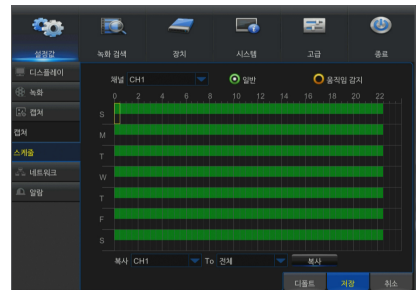 설정값 녹화 검색 장치 시스템 고급 종료
디스플레이
녹화
캡쳐
캡쳐
스캐줄
네트워크
알람
채널 CH1 일반 움직임 감지
0 2 4 6 8 10 12 14 16 18 20 22
S
M
T
W
T
F
S
복사 CH1 To 전체 복사
디폴트 저장 취소